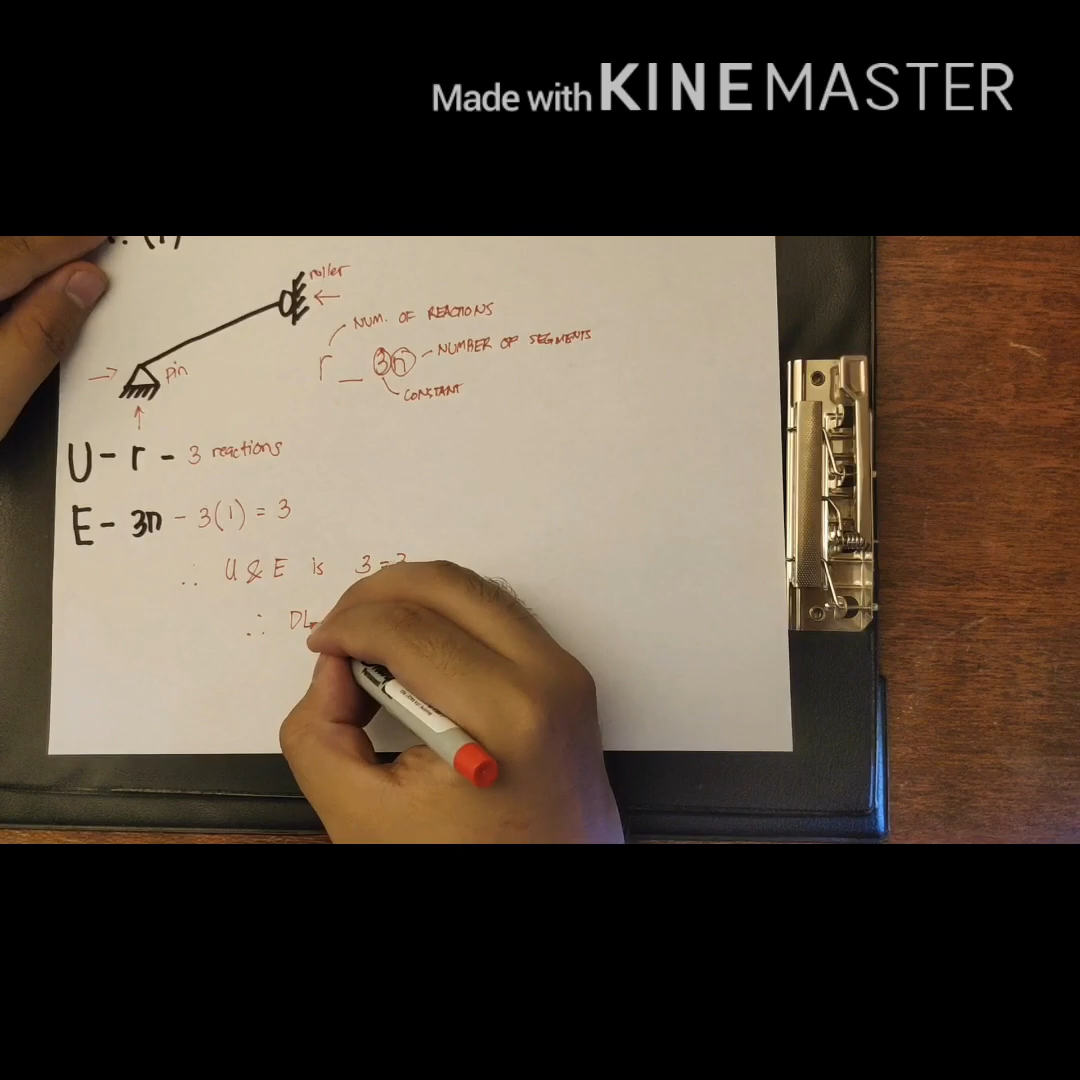 Made with KINEMASTER
roller
NUM. OF REACTIONS
r - 3n - NUMBER OF SEGMENTS
CONSTANT
pin
U - r - 3 reactions
E - 3n - 3(1) = 3
∴ U & E is 3 =
∴